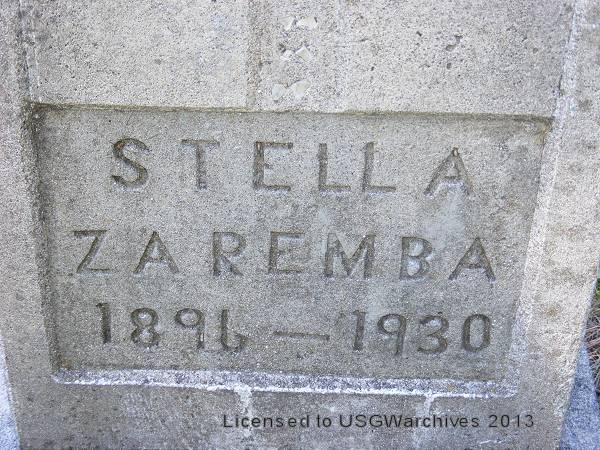 STELLA
ZAREMBA
1896 — 1930
Licensed to USGWarchives 2013